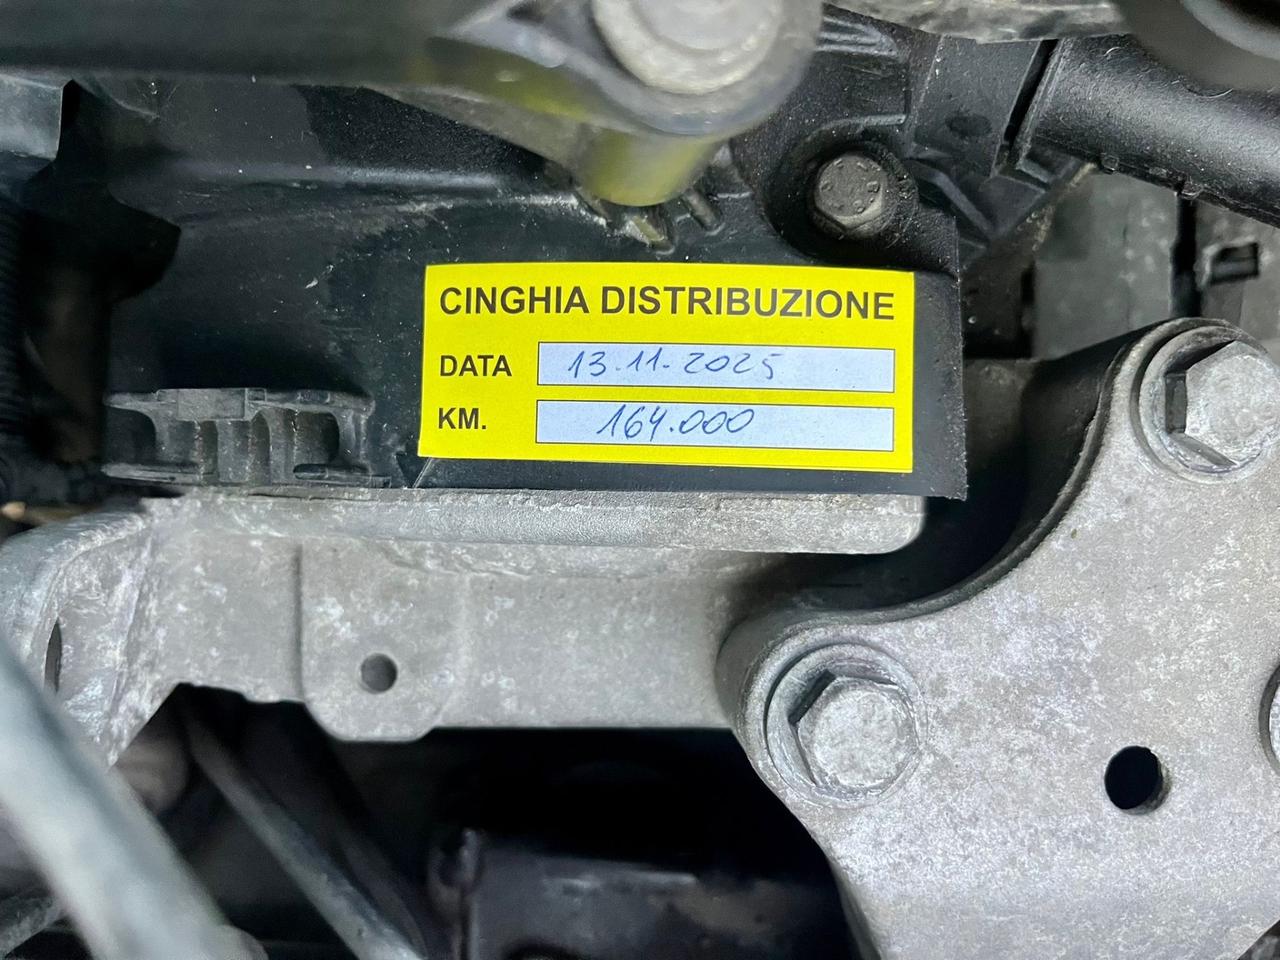 CINGHIA DISTRIBUZIONE
DATA 13.11.2025
KM. 164.000